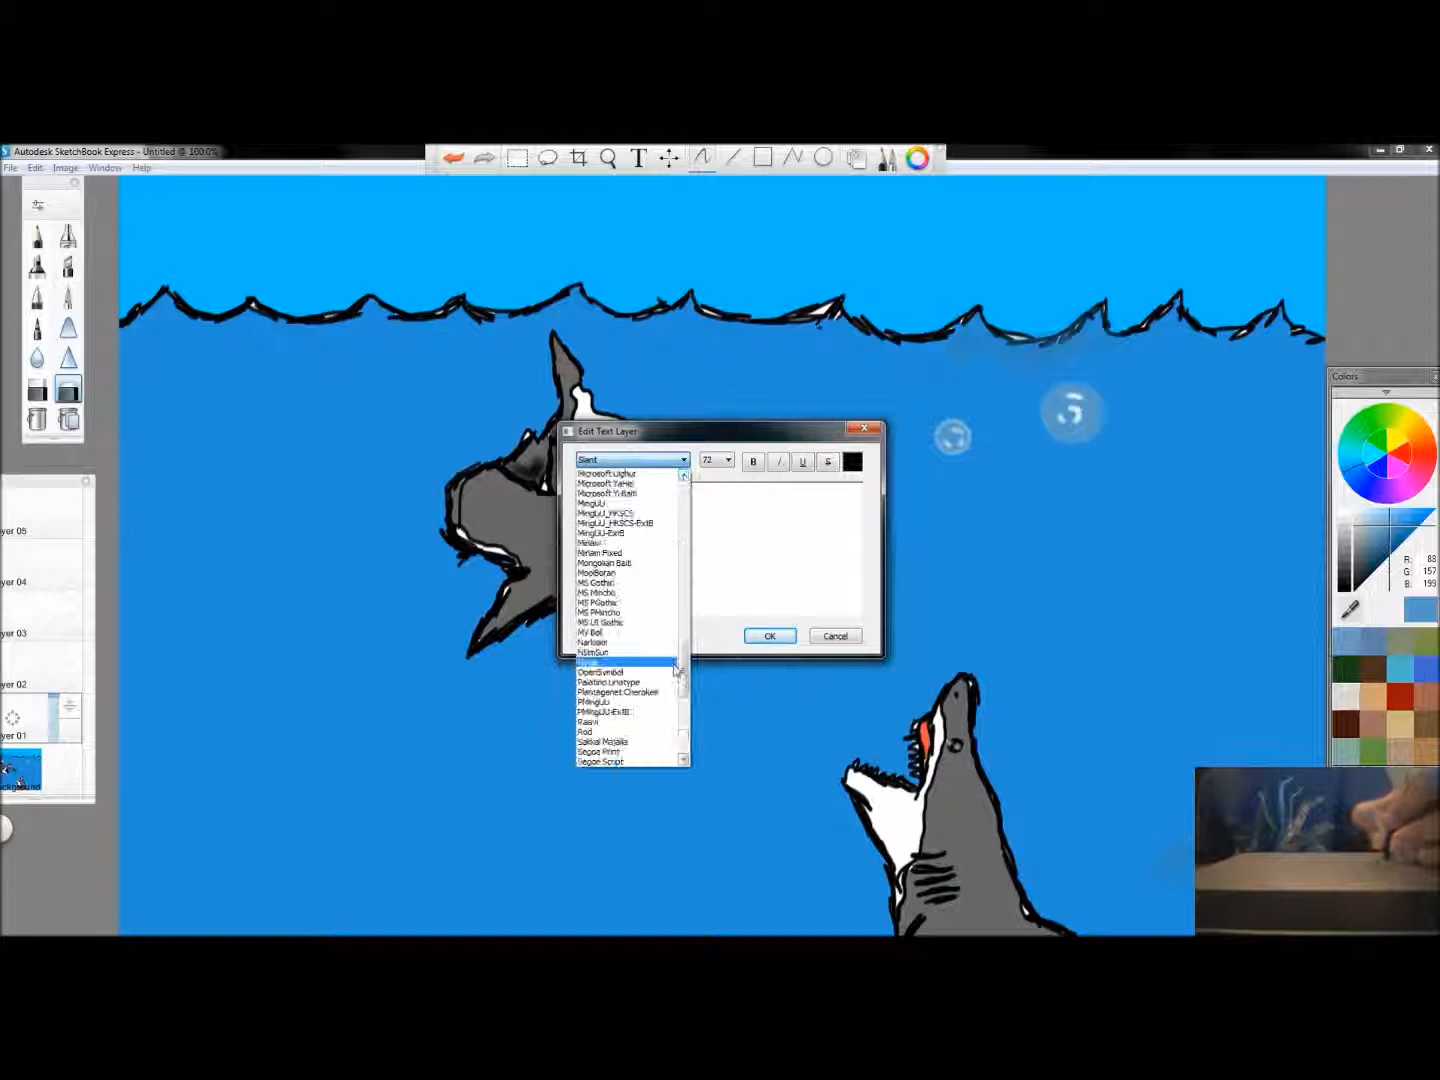 Autodesk SketchBook Express - Untitled @ 100.0%
File Edit Image Window Help
T
Colors
Edit Text Layer
72 B I U S
Microsoft Uighur
Microsoft YaHei
Microsoft Yi Baiti
MingLiU
MingLiU_HKSCS
MingLiU_HKSCS-ExtB
MingLiU-ExtB
Miriam
Miriam Fixed
Mongolian Baiti
MoolBoran
MS Gothic
MS Mincho
MS PGothic
MS PMincho
MS UI Gothic
MV Boli
Narkisim
NSimSun
OpenSymbol
Palatino Linotype
Plantagenet Cherokee
PMingLiU
PMingLiU-ExtB
Raavi
Rod
Sakkal Majalla
Segoe Print
Segoe Script
OK Cancel
yer 05
yer 04
yer 03
yer 02
yer 01
ckground
R: 88
G: 157
B: 199